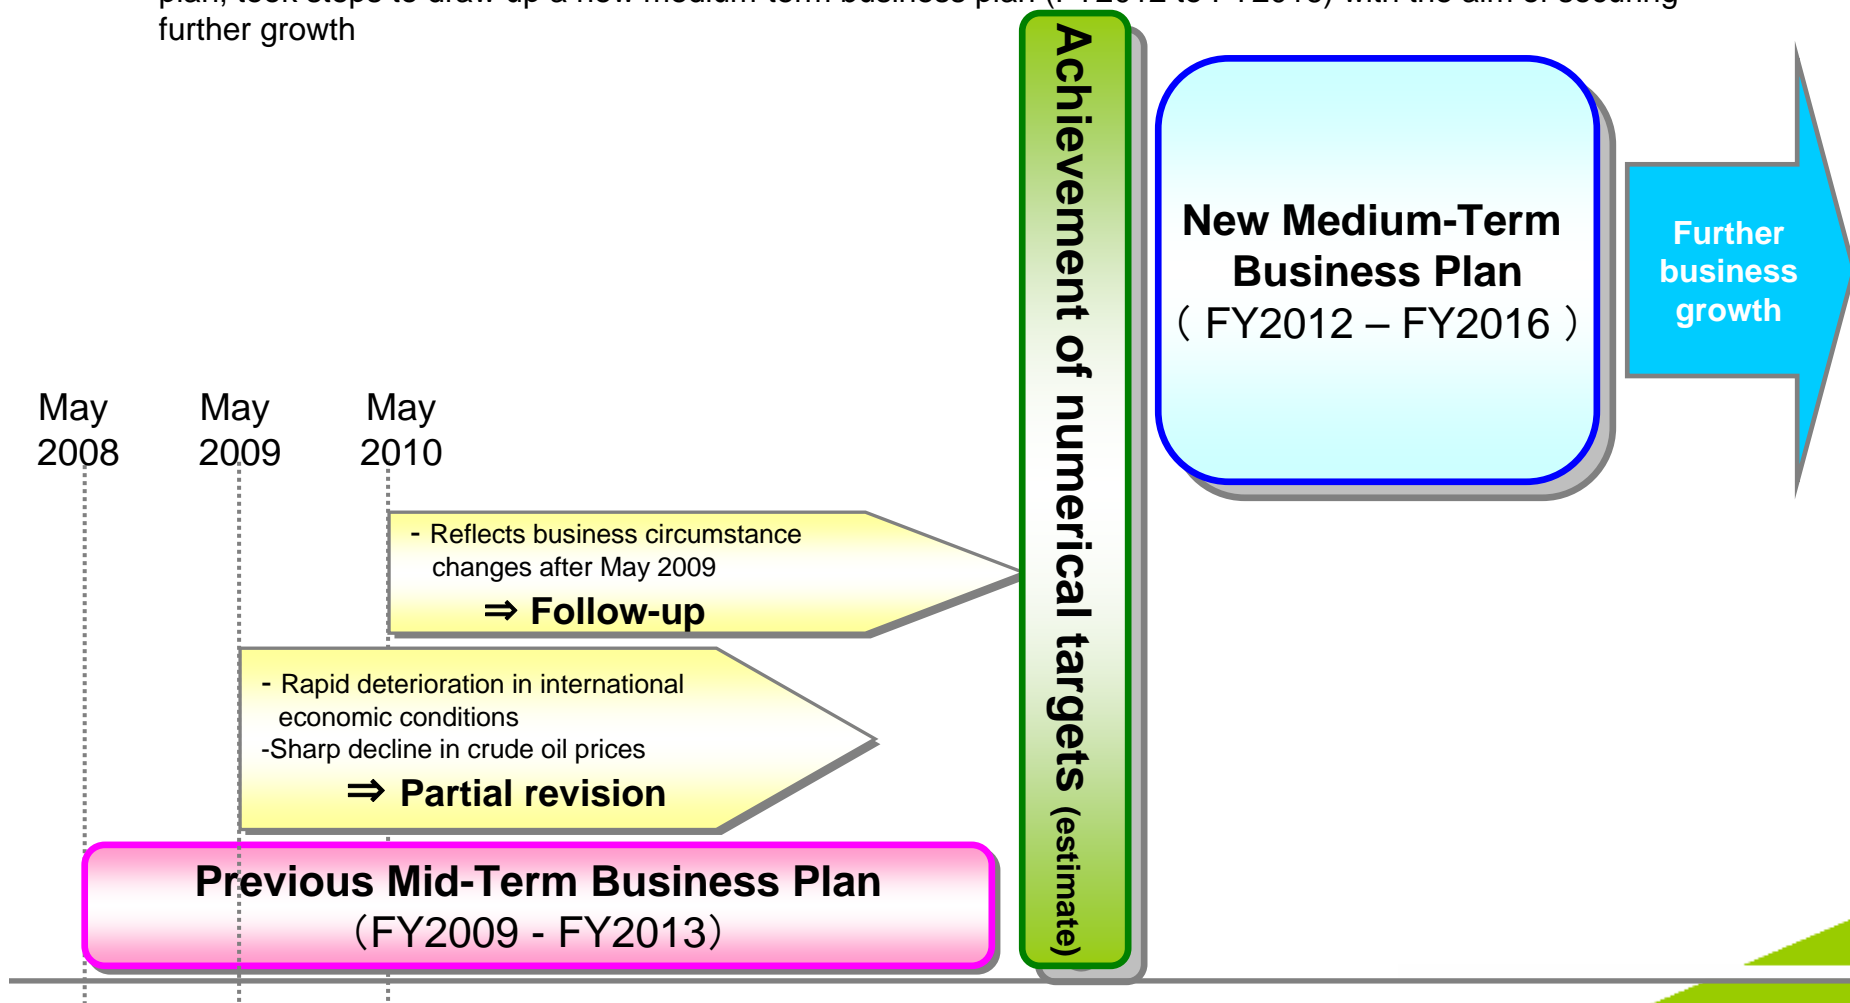 further growth
Achievement of numerical targets (estimate)
New Medium-Term
Business Plan
（ FY2012 – FY2016 ）
Further
business
growth
May
2008
May
2009
May
2010
- Reflects business circumstance
changes after May 2009
⇒ Follow-up
- Rapid deterioration in international
economic conditions
-Sharp decline in crude oil prices
⇒ Partial revision
Previous Mid-Term Business Plan
（FY2009 - FY2013）